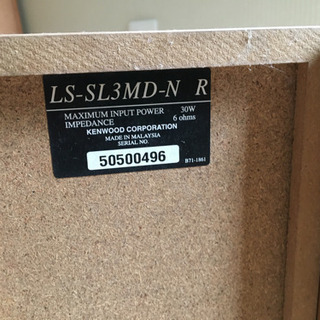 LS-SL3MD-N R
MAXIMUM INPUT POWER 30W
IMPEDANCE 6 ohms
KENWOOD CORPORATION
MADE IN MALAYSIA
SERIAL NO.
50500496
B71-1861